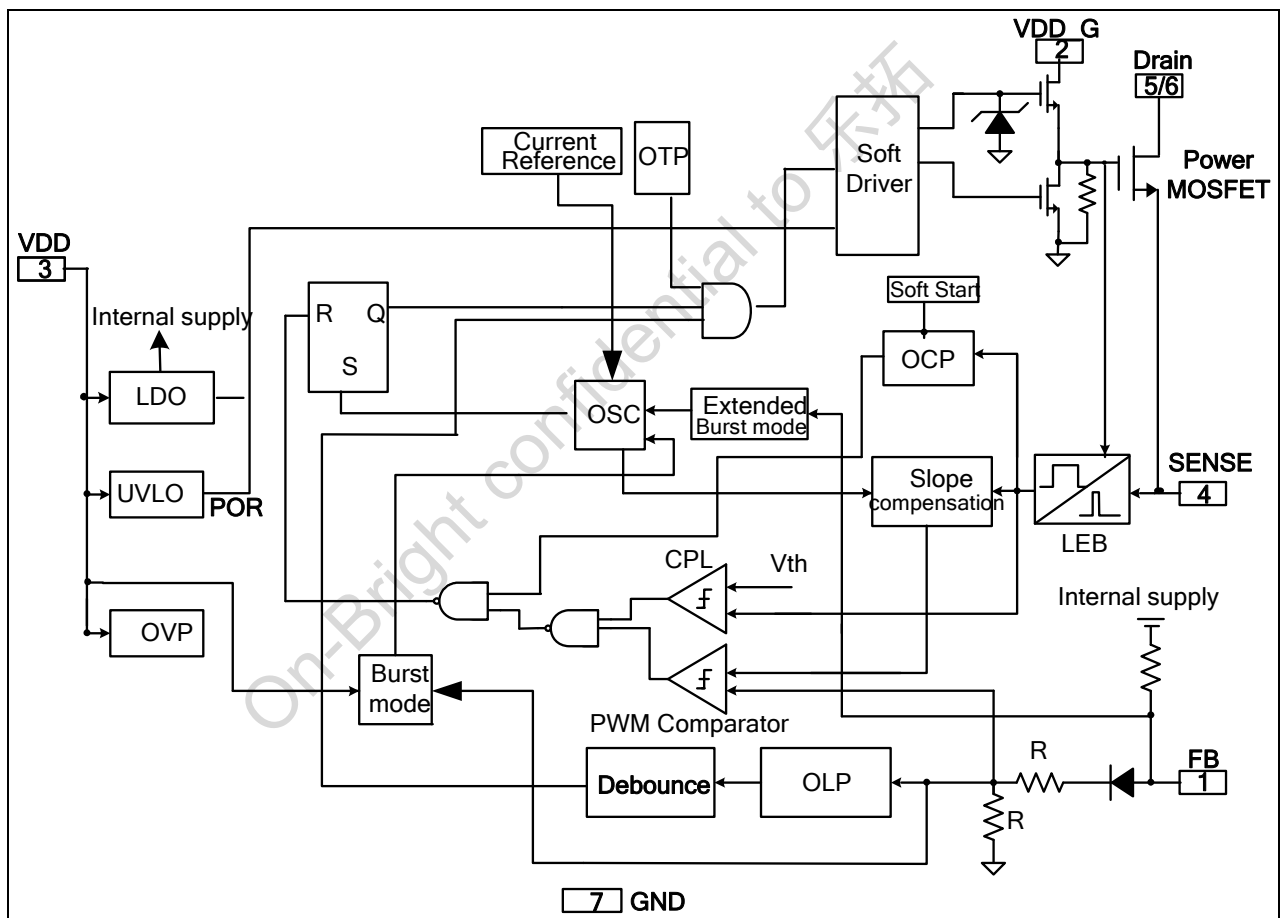 VDD_G
2
Drain
5/6
Current
Reference
OTP
Soft
Driver
Power
MOSFET
VDD
3
Soft Start
R
Q
S
Internal supply
OCP
LDO
OSC
Extended
Burst mode
UVLO
POR
Slope
compensation
SENSE
4
LEB
CPL
Vth
Internal supply
OVP
Burst
mode
PWM Comparator
R
FB
1
Debounce
OLP
R
7
GND
On-Bright confidential to 乐拓